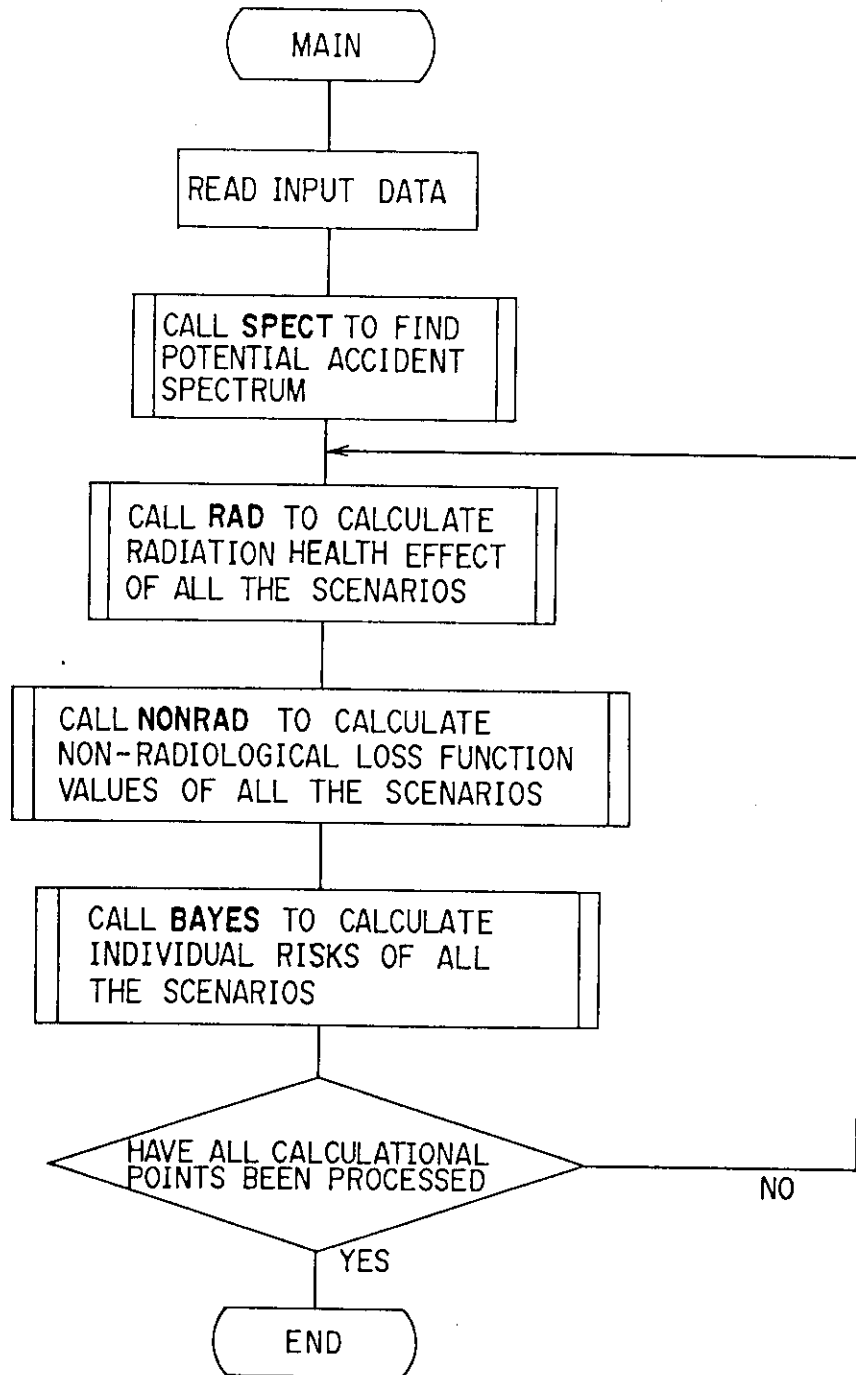 MAIN
READ INPUT DATA
CALL SPECT TO FIND
POTENTIAL ACCIDENT
SPECTRUM
CALL RAD TO CALCULATE
RADIATION HEALTH EFFECT
OF ALL THE SCENARIOS
CALL NONRAD TO CALCULATE
NON-RADIOLOGICAL LOSS FUNCTION
VALUES OF ALL THE SCENARIOS
CALL BAYES TO CALCULATE
INDIVIDUAL RISKS OF ALL
THE SCENARIOS
HAVE ALL CALCULATIONAL
POINTS BEEN PROCESSED
NO
YES
END